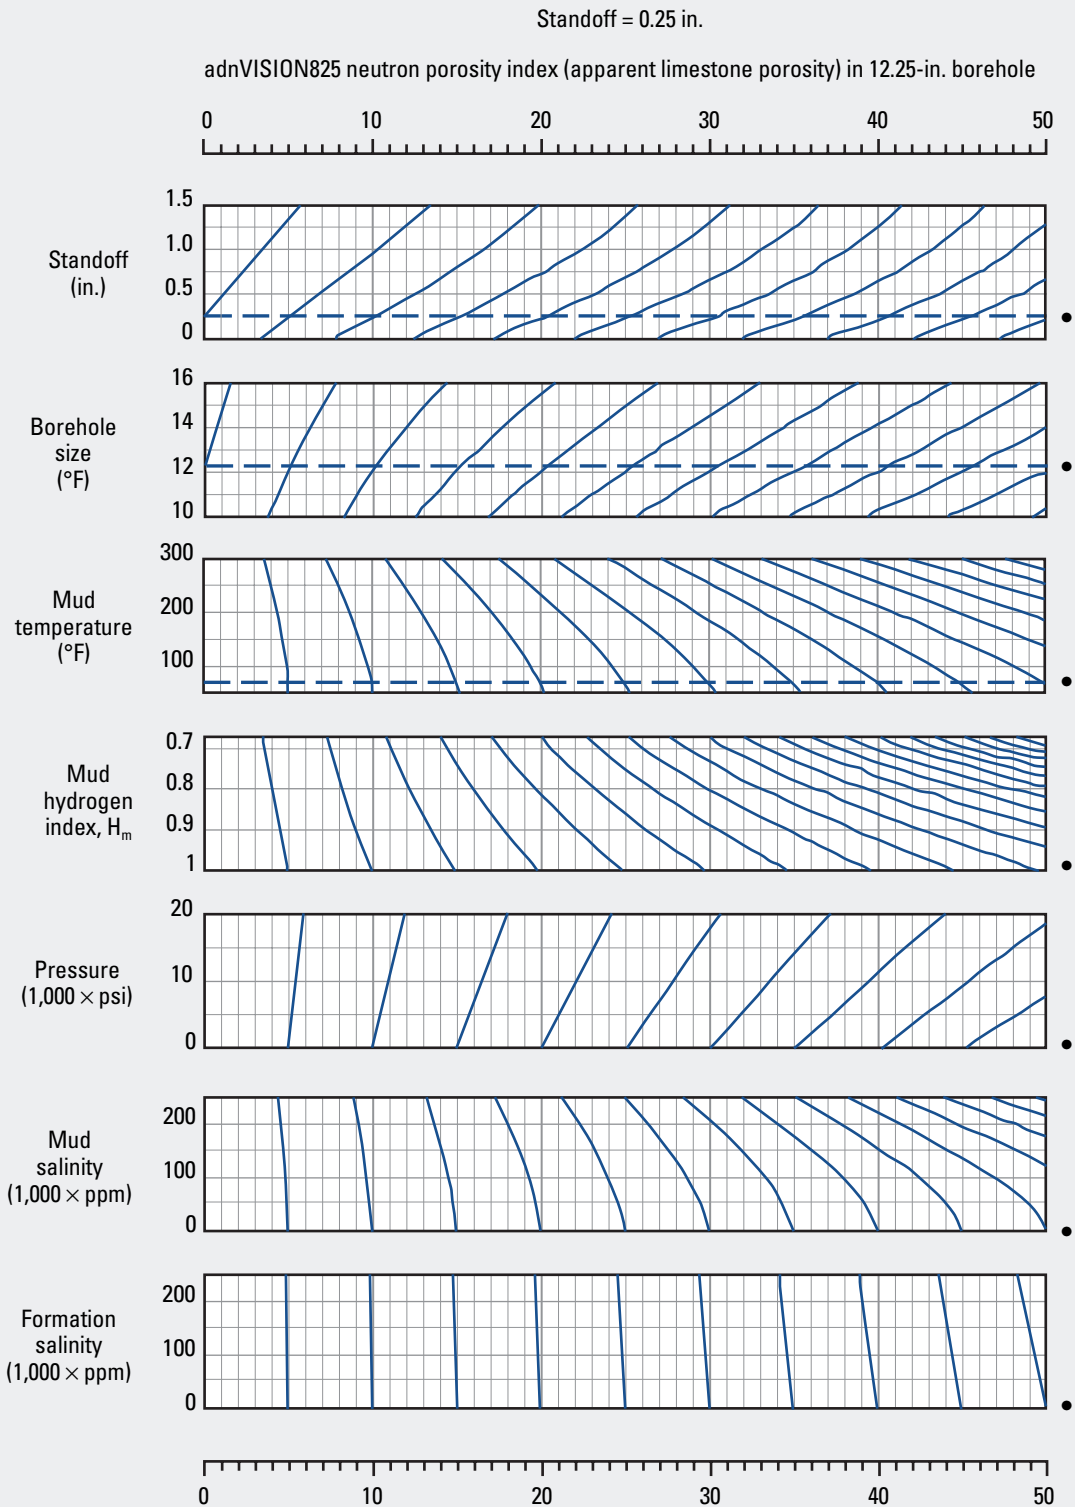 Standoff = 0.25 in.
adnVISION825 neutron porosity index (apparent limestone porosity) in 12.25-in. borehole
0 10 20 30 40 50
1.5
1.0
0.5
0
Standoff
(in.)
16
14
12
10
Borehole
size
(°F)
300
200
100
Mud
temperature
(°F)
0.7
0.8
0.9
1
Mud
hydrogen
index, Hm
20
10
0
Pressure
(1,000 × psi)
200
100
0
Mud
salinity
(1,000 × ppm)
200
100
0
Formation
salinity
(1,000 × ppm)
0 10 20 30 40 50